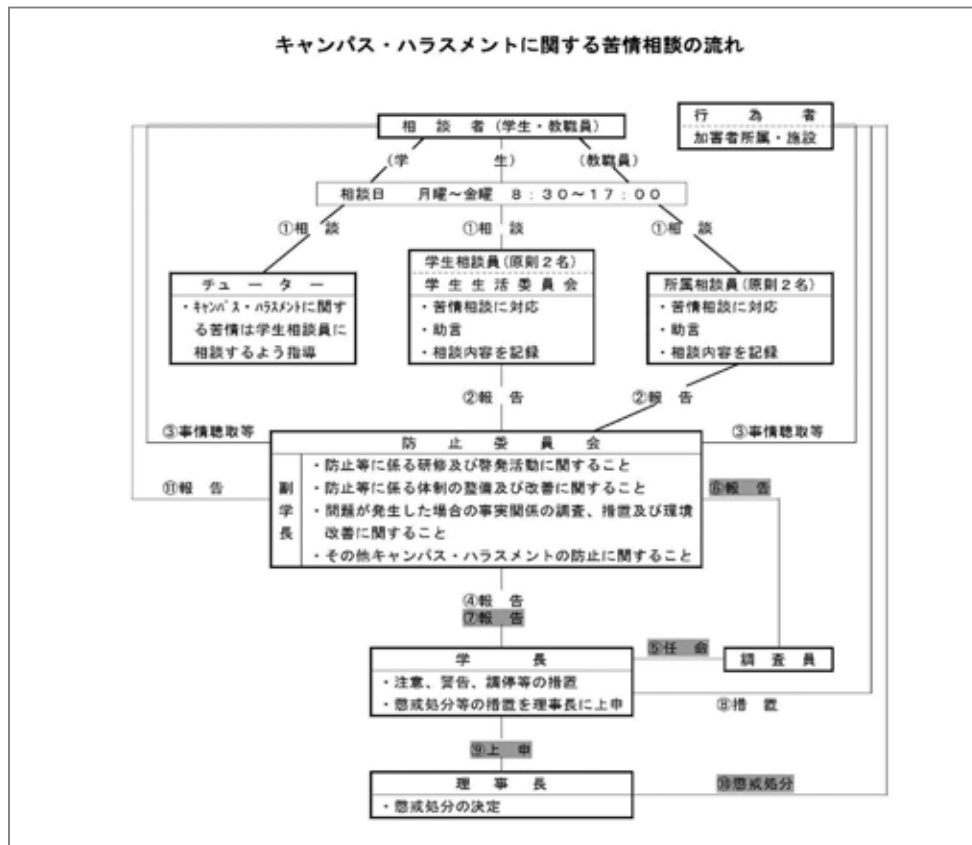 キャンパス・ハラスメントに関する苦情相談の流れ
相談者(学生・教職員)
行為者
加害者所属・施設
(学生)
(教職員)
相談日 月曜～金曜 8:30～17:00
①相談
①相談
①相談
チューター
・キャンパス・ハラスメントに関す
る苦情は学生相談員に
相談するよう指導
学生相談員(原則2名)
学生生活委員会
・苦情相談に対応
・助言
・相談内容を記録
所属相談員(原則2名)
・苦情相談に対応
・助言
・相談内容を記録
②報告
②報告
③事情聴取等
③事情聴取等
防止委員会
副学長
・防止等に係る研修及び啓発活動に関すること
・防止等に係る体制の整備及び改善に関すること
・問題が発生した場合の事実関係の調査、措置及び環境
改善に関すること
・その他キャンパス・ハラスメントの防止に関すること
⑪報告
⑥報告
④報告
⑦報告
学長
・注意、警告、調停等の措置
・懲戒処分等の措置を理事長に上申
⑤任命
調査員
⑧措置
⑨上申
理事長
・懲戒処分の決定
⑩懲戒処分